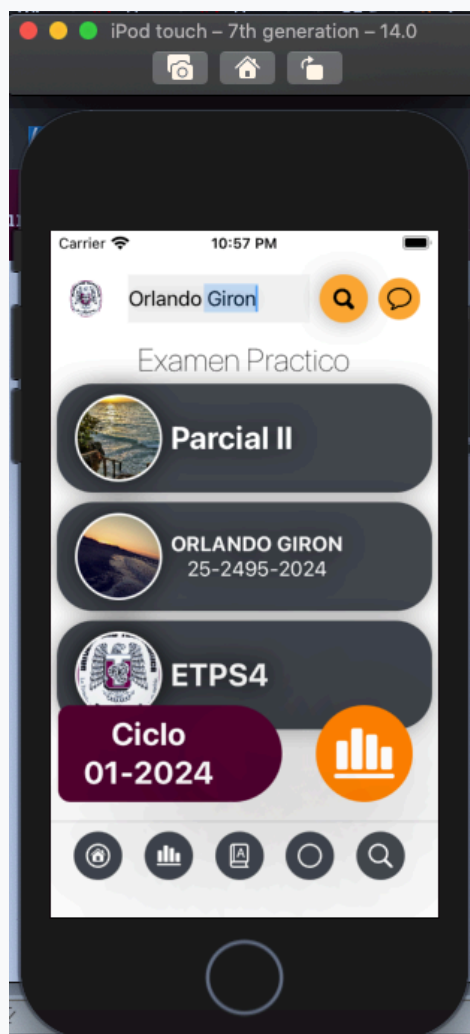 iPod touch – 7th generation – 14.0
Carrier
10:57 PM
Orlando Giron
Examen Practico
Parcial II
ORLANDO GIRON
25-2495-2024
ETPS4
Ciclo
01-2024
A